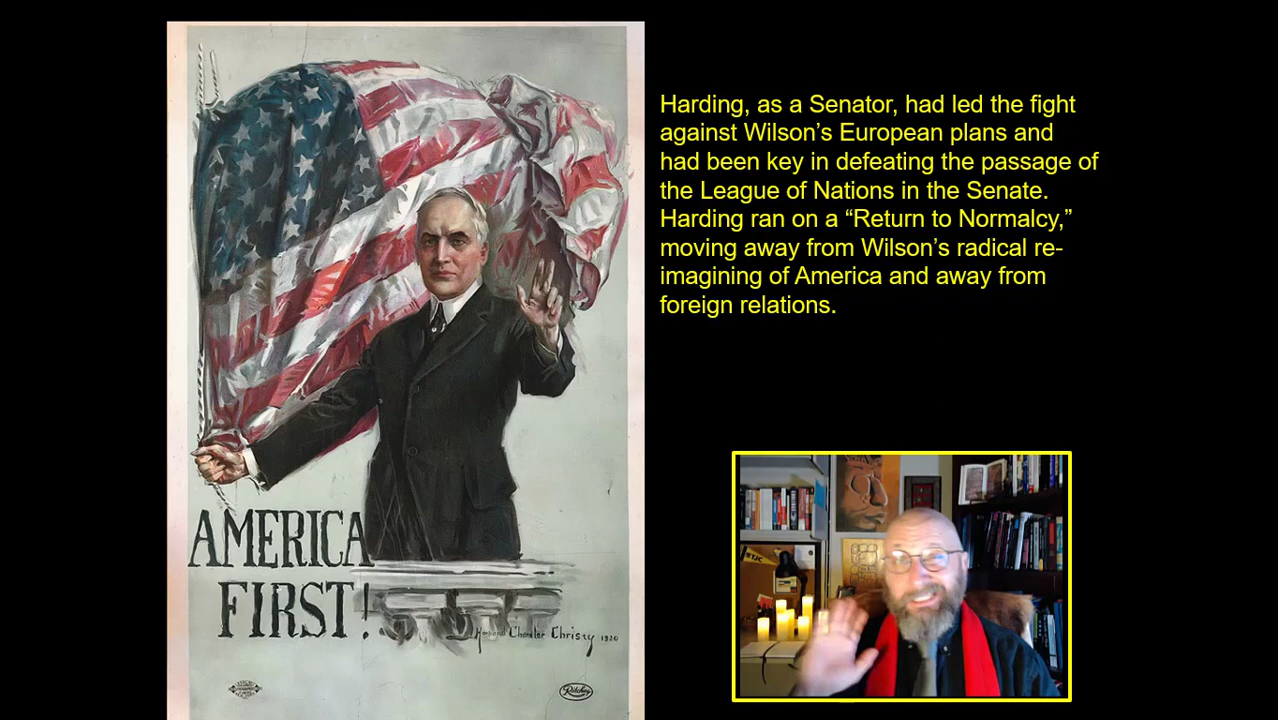 Harding, as a Senator, had led the fight
against Wilson’s European plans and
had been key in defeating the passage of
the League of Nations in the Senate.
Harding ran on a “Return to Normalcy,”
moving away from Wilson’s radical re-
imagining of America and away from
foreign relations.
AMERICA
FIRST!
Howard Chandler Christy 1920
Ritchey
TJC